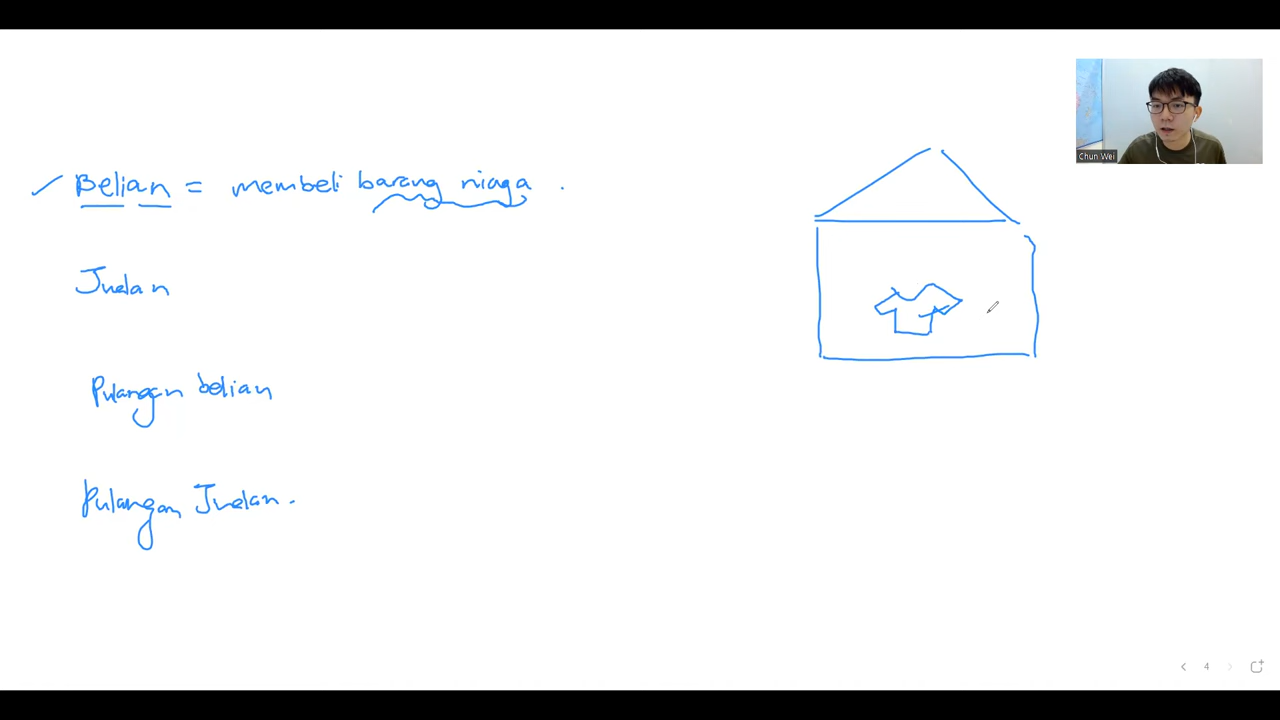 Belian = membeli barang niaga .
Jualan
Pulangan belian
Pulangan Jualan .
Chun Wei
4